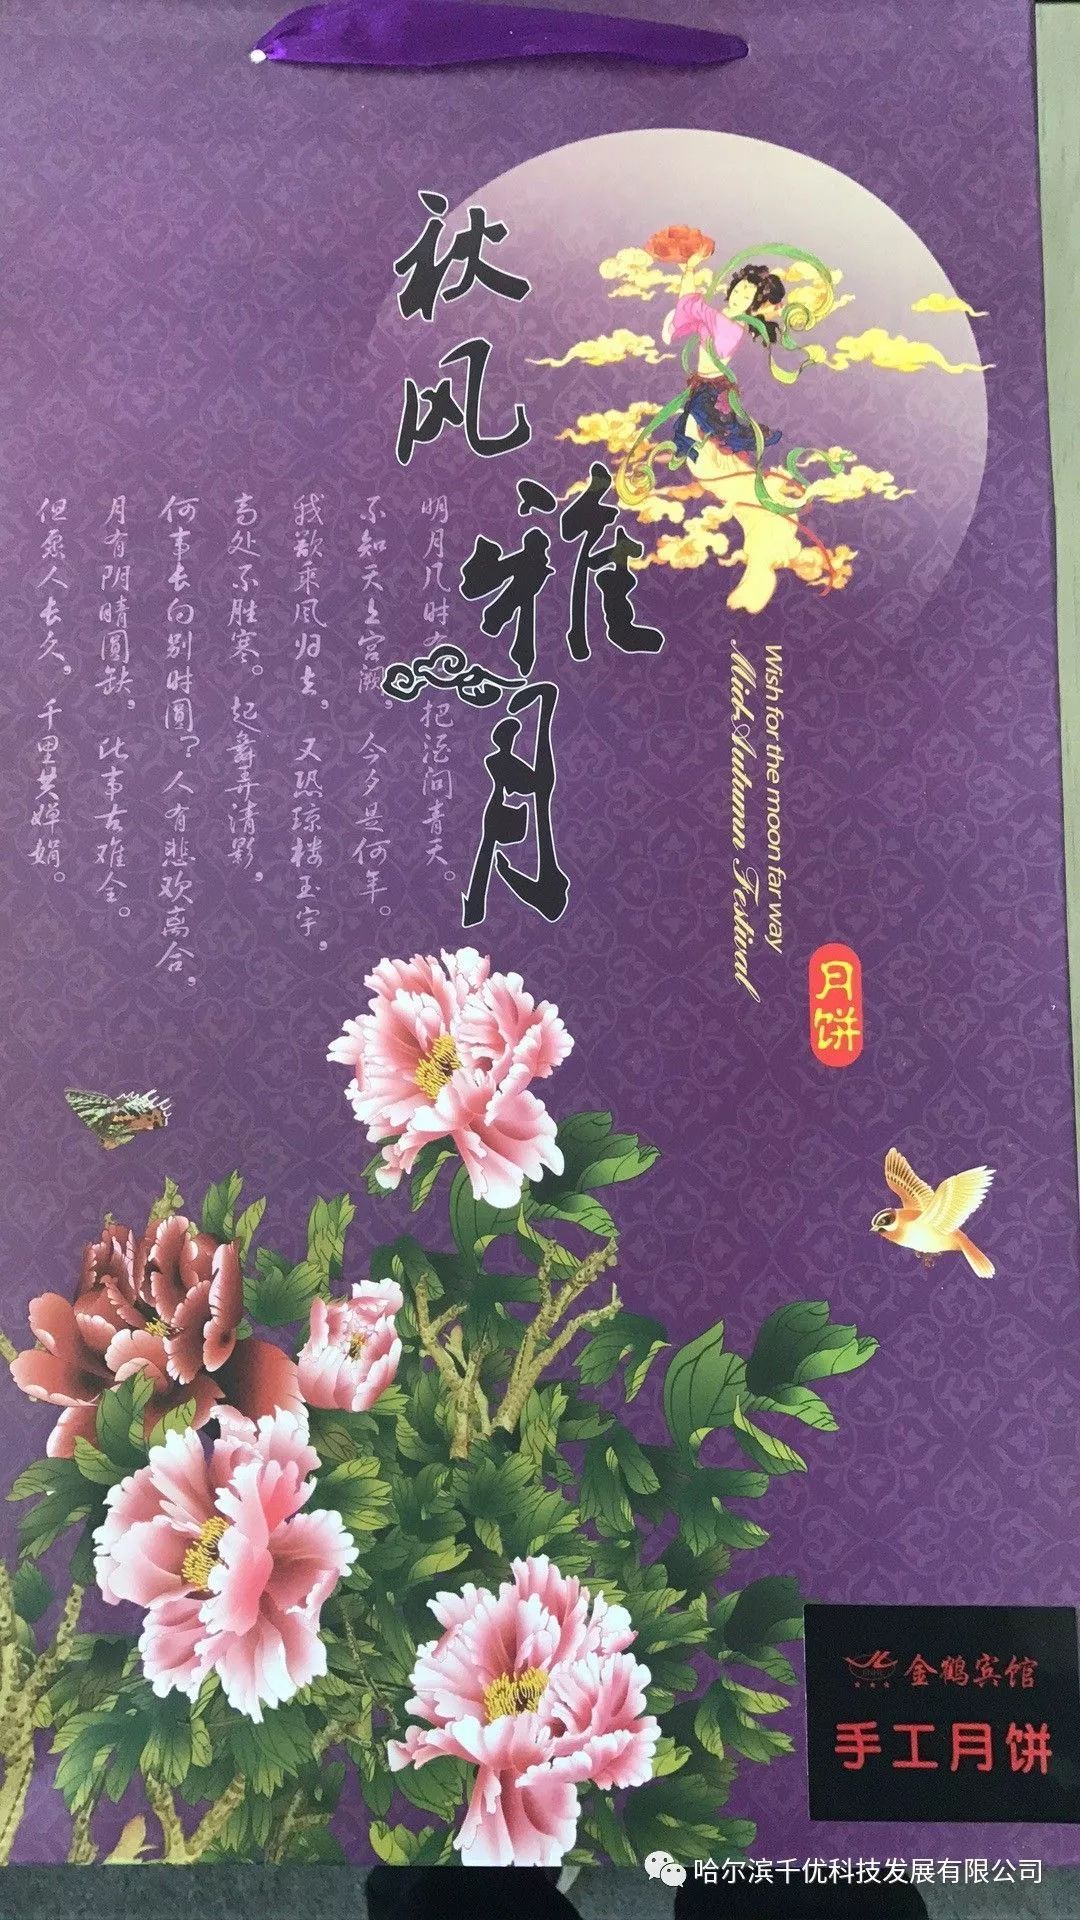 秋风
雅月
明月几时
把酒问青天。
不知天上宫阙，今夕是何年。
我欲乘风归去，又恐琼楼玉宇，
高处不胜寒。起舞弄清影，
何事长向别时圆？人有悲欢离合，
月有阴晴圆缺，此事古难全。
但愿人长久，千里共婵娟。
Wish for the moon far way
Mid-Autumn Festival
月饼
金鹤宾馆
手工月饼
哈尔滨千优科技发展有限公司